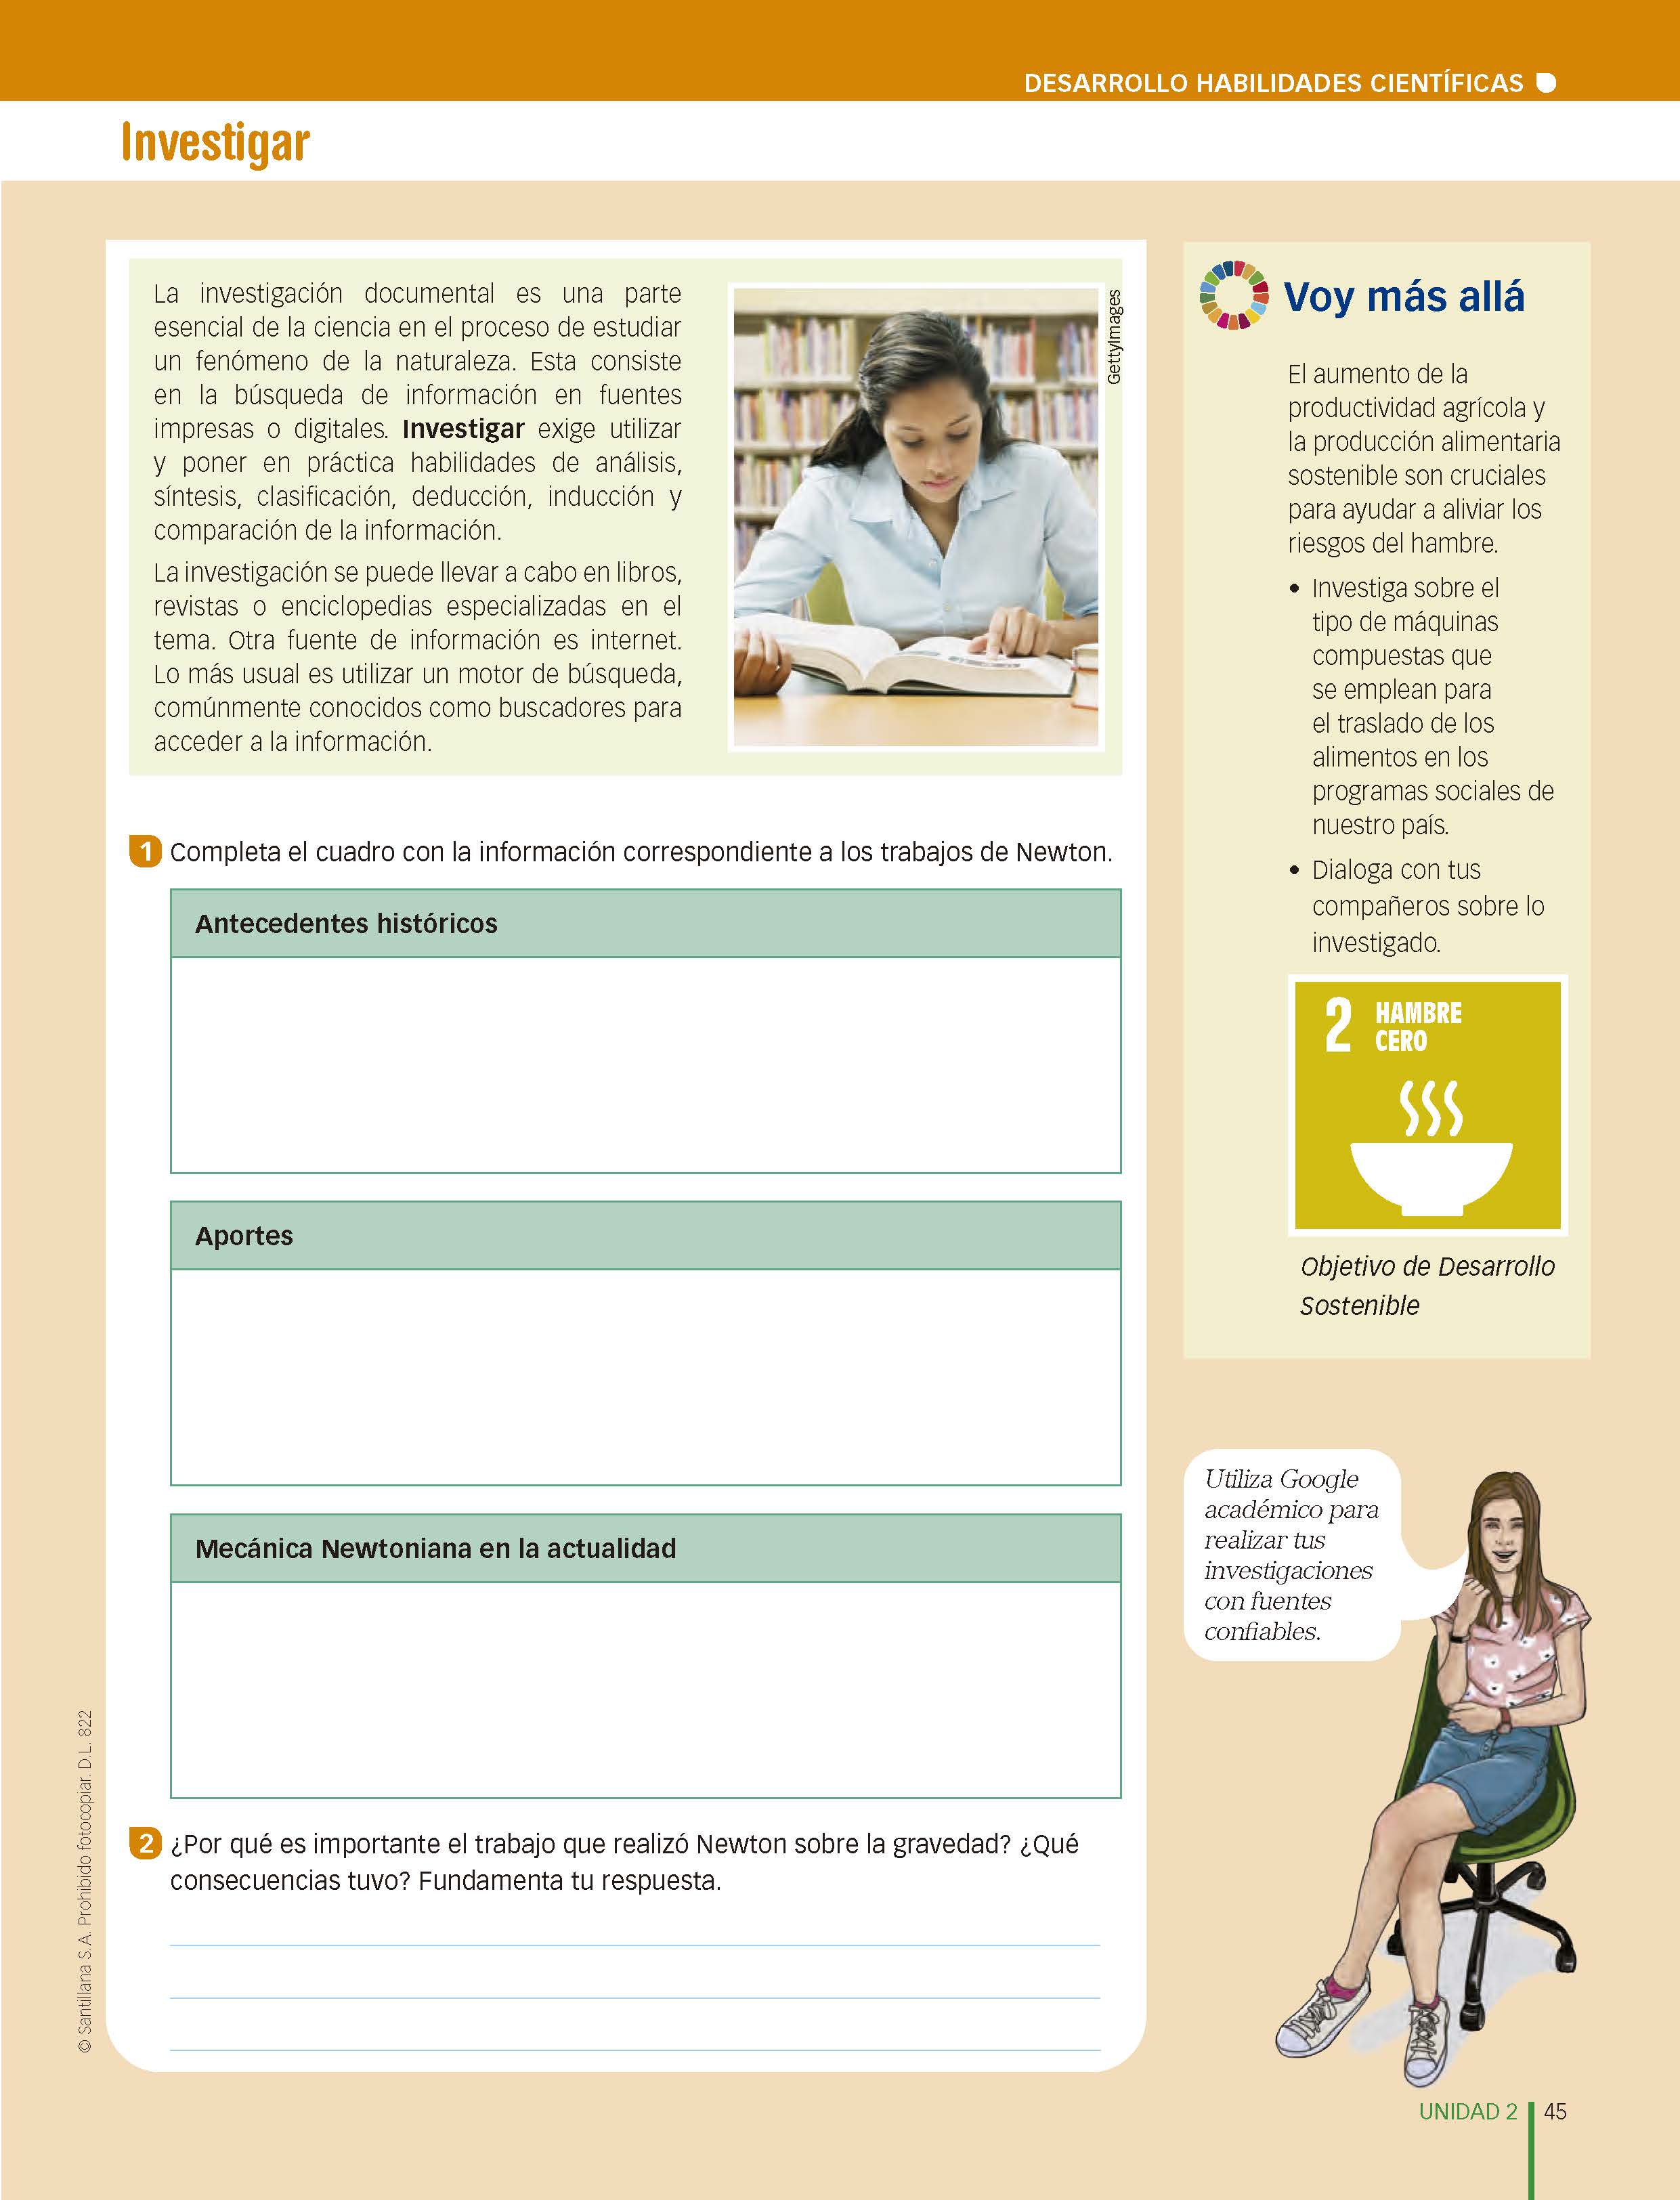 DESARROLLO HABILIDADES CIENTÍFICAS
Investigar
La investigación documental es una parte
esencial de la ciencia en el proceso de estudiar
un fenómeno de la naturaleza. Esta consiste
en la búsqueda de información en fuentes
impresas o digitales. Investigar exige utilizar
y poner en práctica habilidades de análisis,
síntesis, clasificación, deducción, inducción y
comparación de la información.
La investigación se puede llevar a cabo en libros,
revistas o enciclopedias especializadas en el
tema. Otra fuente de información es internet.
Lo más usual es utilizar un motor de búsqueda,
comúnmente conocidos como buscadores para
acceder a la información.
GettyImages
1 Completa el cuadro con la información correspondiente a los trabajos de Newton.
Antecedentes históricos
Aportes
Mecánica Newtoniana en la actualidad
2 ¿Por qué es importante el trabajo que realizó Newton sobre la gravedad? ¿Qué
consecuencias tuvo? Fundamenta tu respuesta.
Voy más allá
El aumento de la
productividad agrícola y
la producción alimentaria
sostenible son cruciales
para ayudar a aliviar los
riesgos del hambre.
• Investiga sobre el
tipo de máquinas
compuestas que
se emplean para
el traslado de los
alimentos en los
programas sociales de
nuestro país.
• Dialoga con tus
compañeros sobre lo
investigado.
2 HAMBRE
CERO
Objetivo de Desarrollo
Sostenible
Utiliza Google
académico para
realizar tus
investigaciones
con fuentes
confiables.
© Santillana S.A. Prohibido fotocopiar. D.L. 822
UNIDAD 2 45